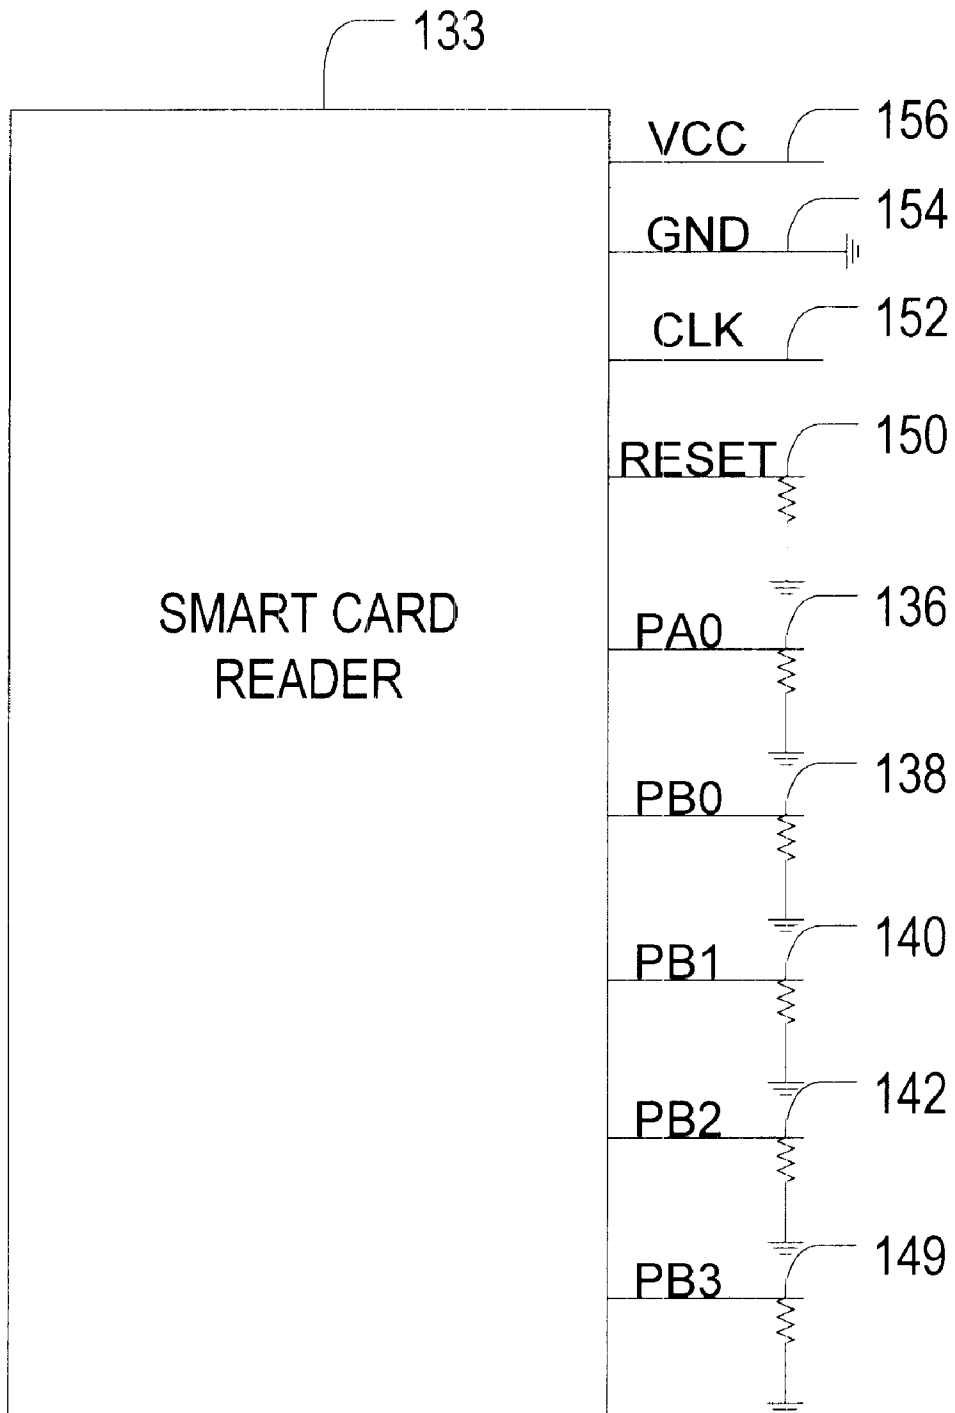 133
VCC 156
GND 154
CLK 152
RESET 150
SMART CARD
READER
PA0 136
PB0 138
PB1 140
PB2 142
PB3 149